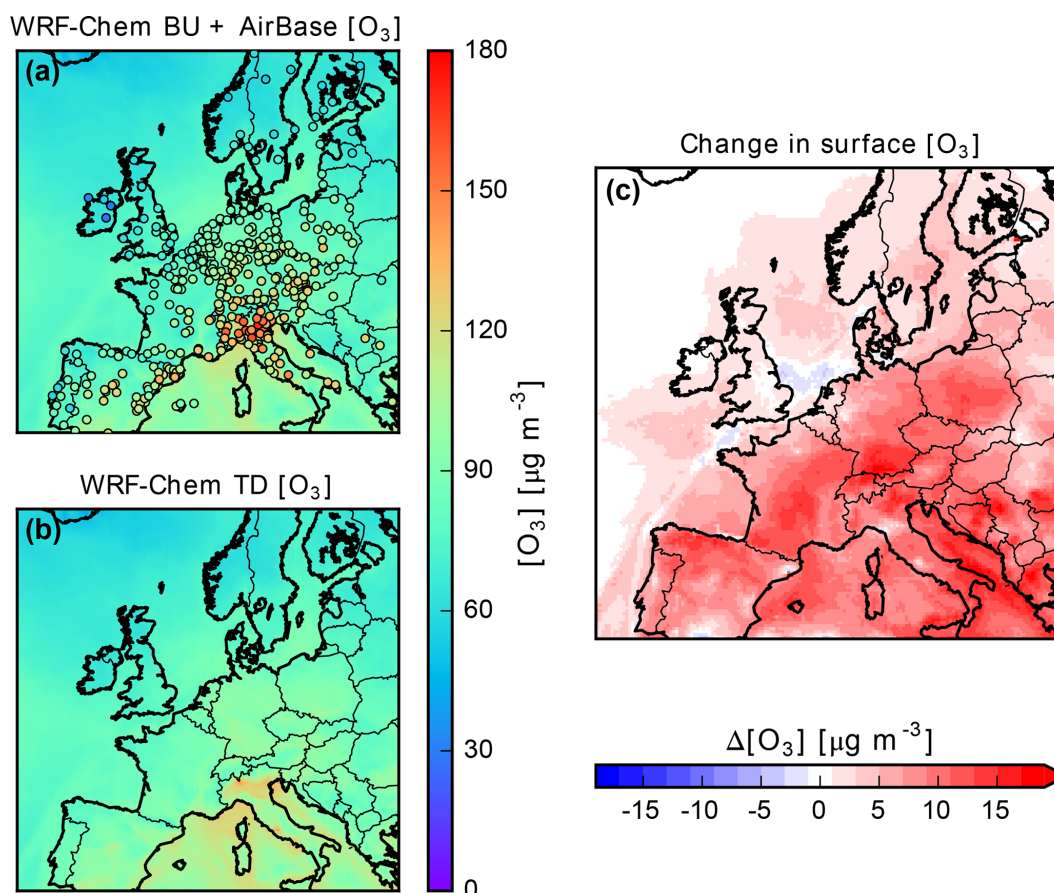 WRF-Chem BU + AirBase [O₃]
(a)
180
150
120
90
60
30
0
[O₃] [µg m⁻³]
WRF-Chem TD [O₃]
(b)
Change in surface [O₃]
(c)
Δ[O₃] [µg m⁻³]
-15 -10 -5 0 5 10 15